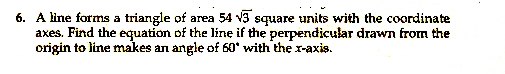 6. A line forms a triangle of area 54 √3 square units with the coordinate
axes. Find the equation of the line if the perpendicular drawn from the
origin to line makes an angle of 60° with the x-axis.